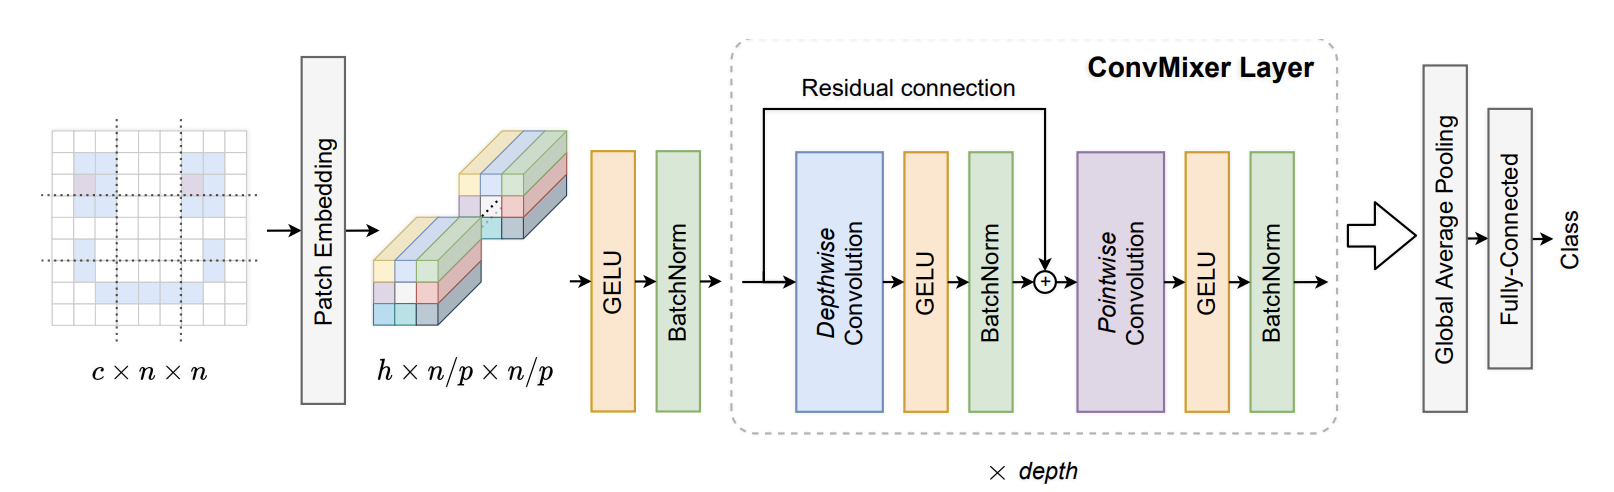 c × n × n
Patch Embedding
h × n/p × n/p
GELU
BatchNorm
ConvMixer Layer
Residual connection
Depthwise
Convolution
GELU
BatchNorm
+
Pointwise
Convolution
GELU
BatchNorm
× depth
Global Average Pooling
Fully-Connected
Class